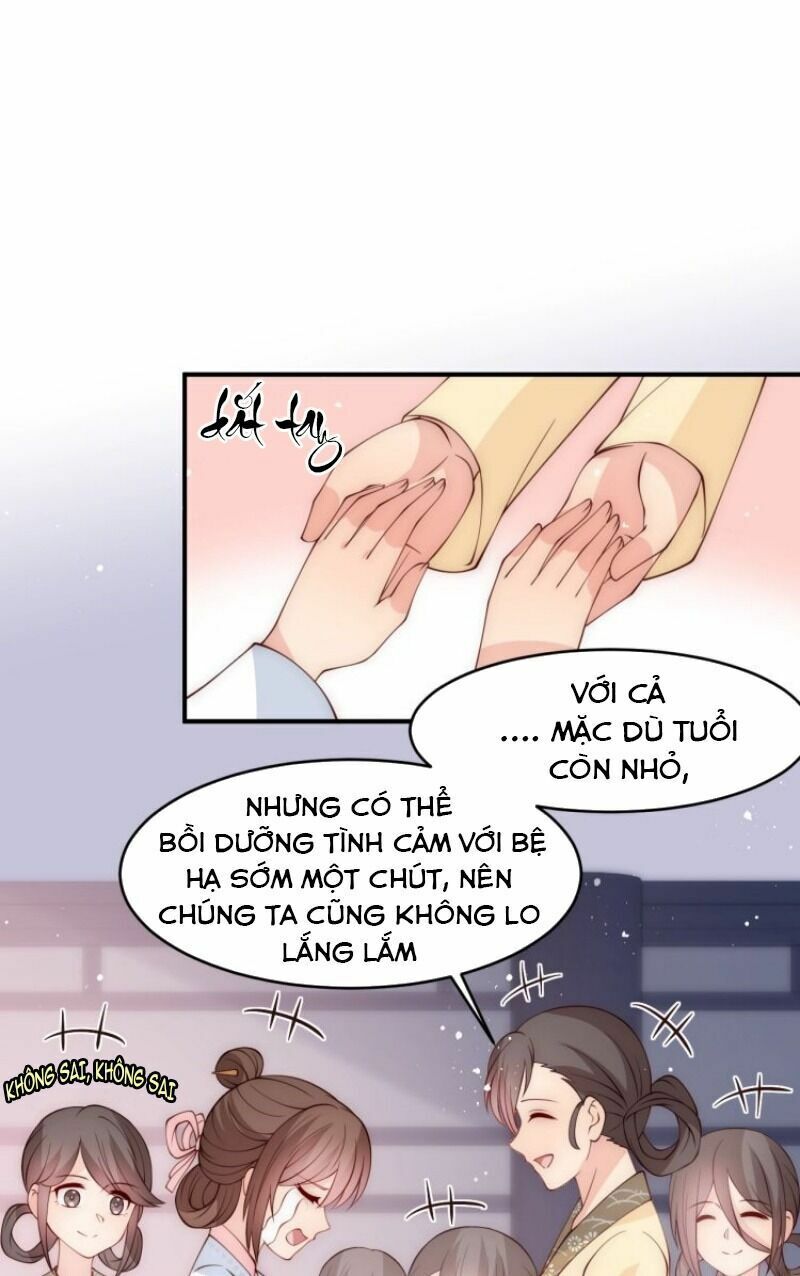 dắt tay
VỚI CẢ
.... MẶC DÙ TUỔI
CÒN NHỎ,
NHƯNG CÓ THỂ
BỒI DƯỠNG TÌNH CẢM VỚI BỆ
HẠ SỚM MỘT CHÚT, NÊN
CHÚNG TA CŨNG KHÔNG LO
LẮNG LẮM
KHÔNG SAI, KHÔNG SAI